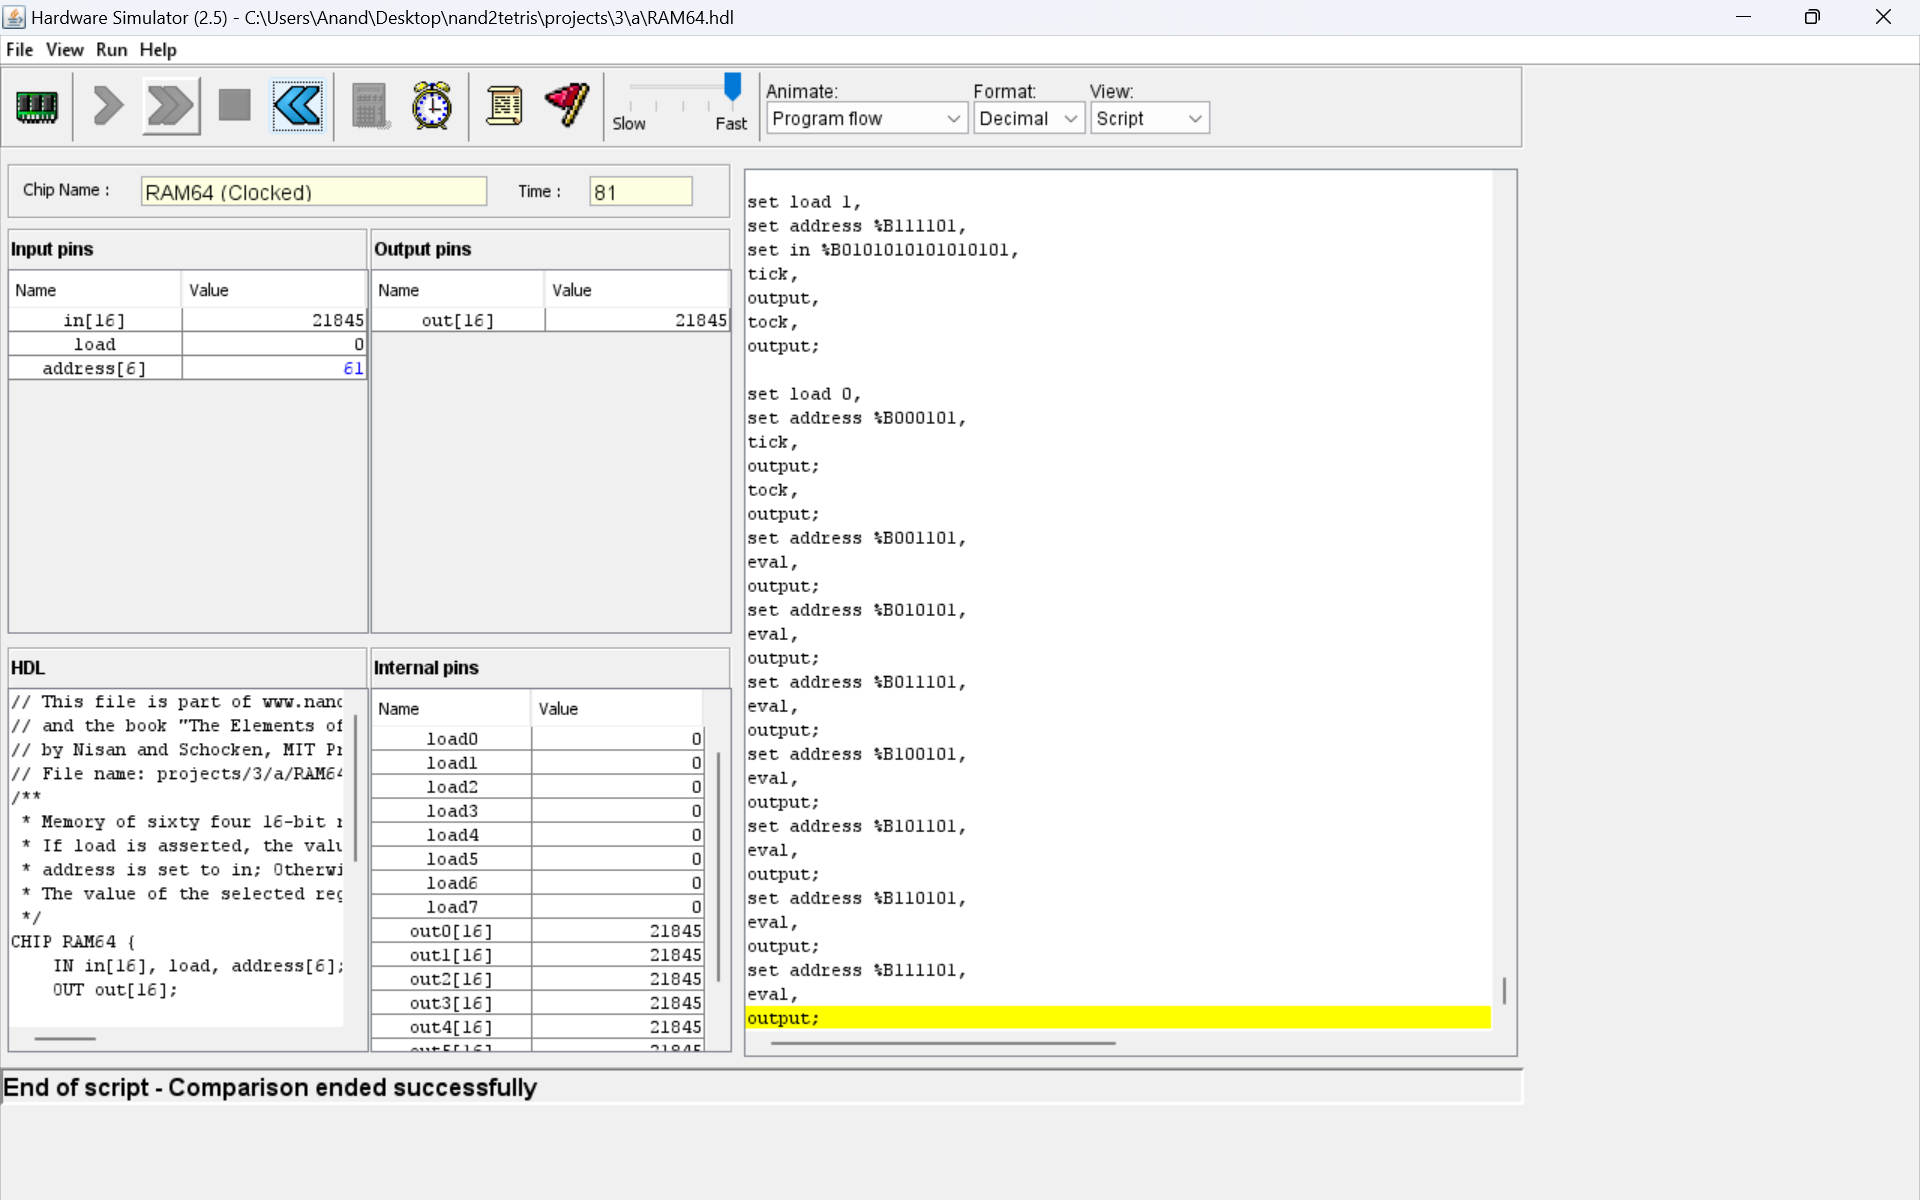 Hardware Simulator (2.5) - C:\Users\Anand\Desktop\nand2tetris\projects\3\a\RAM64.hdl
File View Run Help
Slow Fast
Animate:
Program flow
Format:
Decimal
View:
Script
Chip Name : RAM64 (Clocked) Time : 81
Input pins
Name Value
in[16] 21845
load 0
address[6] 61
Output pins
Name Value
out[16] 21845
HDL
// This file is part of www.nand
// and the book "The Elements of
// by Nisan and Schocken, MIT Pr
// File name: projects/3/a/RAM64
/**
* Memory of sixty four 16-bit r
* If load is asserted, the valu
* address is set to in; Otherwi
* The value of the selected reg
*/
CHIP RAM64 {
IN in[16], load, address[6];
OUT out[16];
Internal pins
Name Value
load0 0
load1 0
load2 0
load3 0
load4 0
load5 0
load6 0
load7 0
out0[16] 21845
out1[16] 21845
out2[16] 21845
out3[16] 21845
out4[16] 21845
out5[16] 21845
set load 1,
set address %B111101,
set in %B0101010101010101,
tick,
output,
tock,
output;
set load 0,
set address %B000101,
tick,
output;
tock,
output;
set address %B001101,
eval,
output;
set address %B010101,
eval,
output;
set address %B011101,
eval,
output;
set address %B100101,
eval,
output;
set address %B101101,
eval,
output;
set address %B110101,
eval,
output;
set address %B111101,
eval,
output;
End of script - Comparison ended successfully